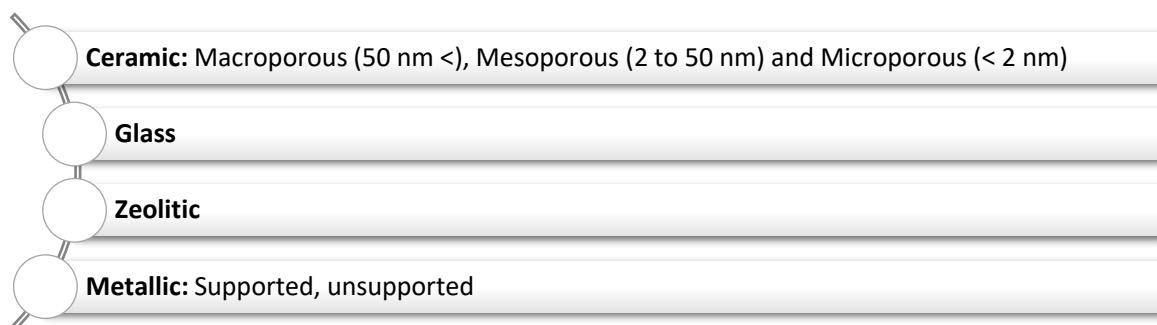 Ceramic: Macroporous (50 nm <), Mesoporous (2 to 50 nm) and Microporous (< 2 nm)
Glass
Zeolitic
Metallic: Supported, unsupported